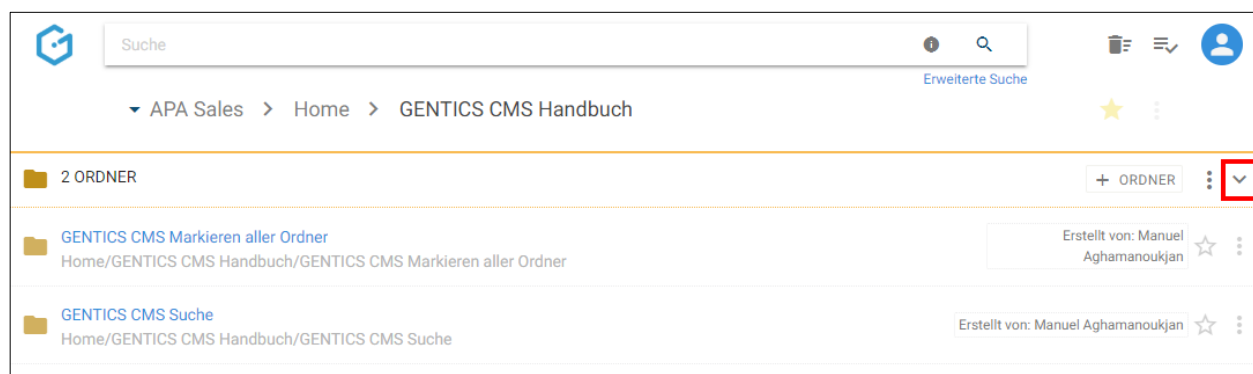 Suche
Erweiterte Suche
APA Sales > Home > GENTICS CMS Handbuch
2 ORDNER
+ ORDNER
GENTICS CMS Markieren aller Ordner
Home/GENTICS CMS Handbuch/GENTICS CMS Markieren aller Ordner
Erstellt von: Manuel
Aghamanoukjan
GENTICS CMS Suche
Home/GENTICS CMS Handbuch/GENTICS CMS Suche
Erstellt von: Manuel Aghamanoukjan